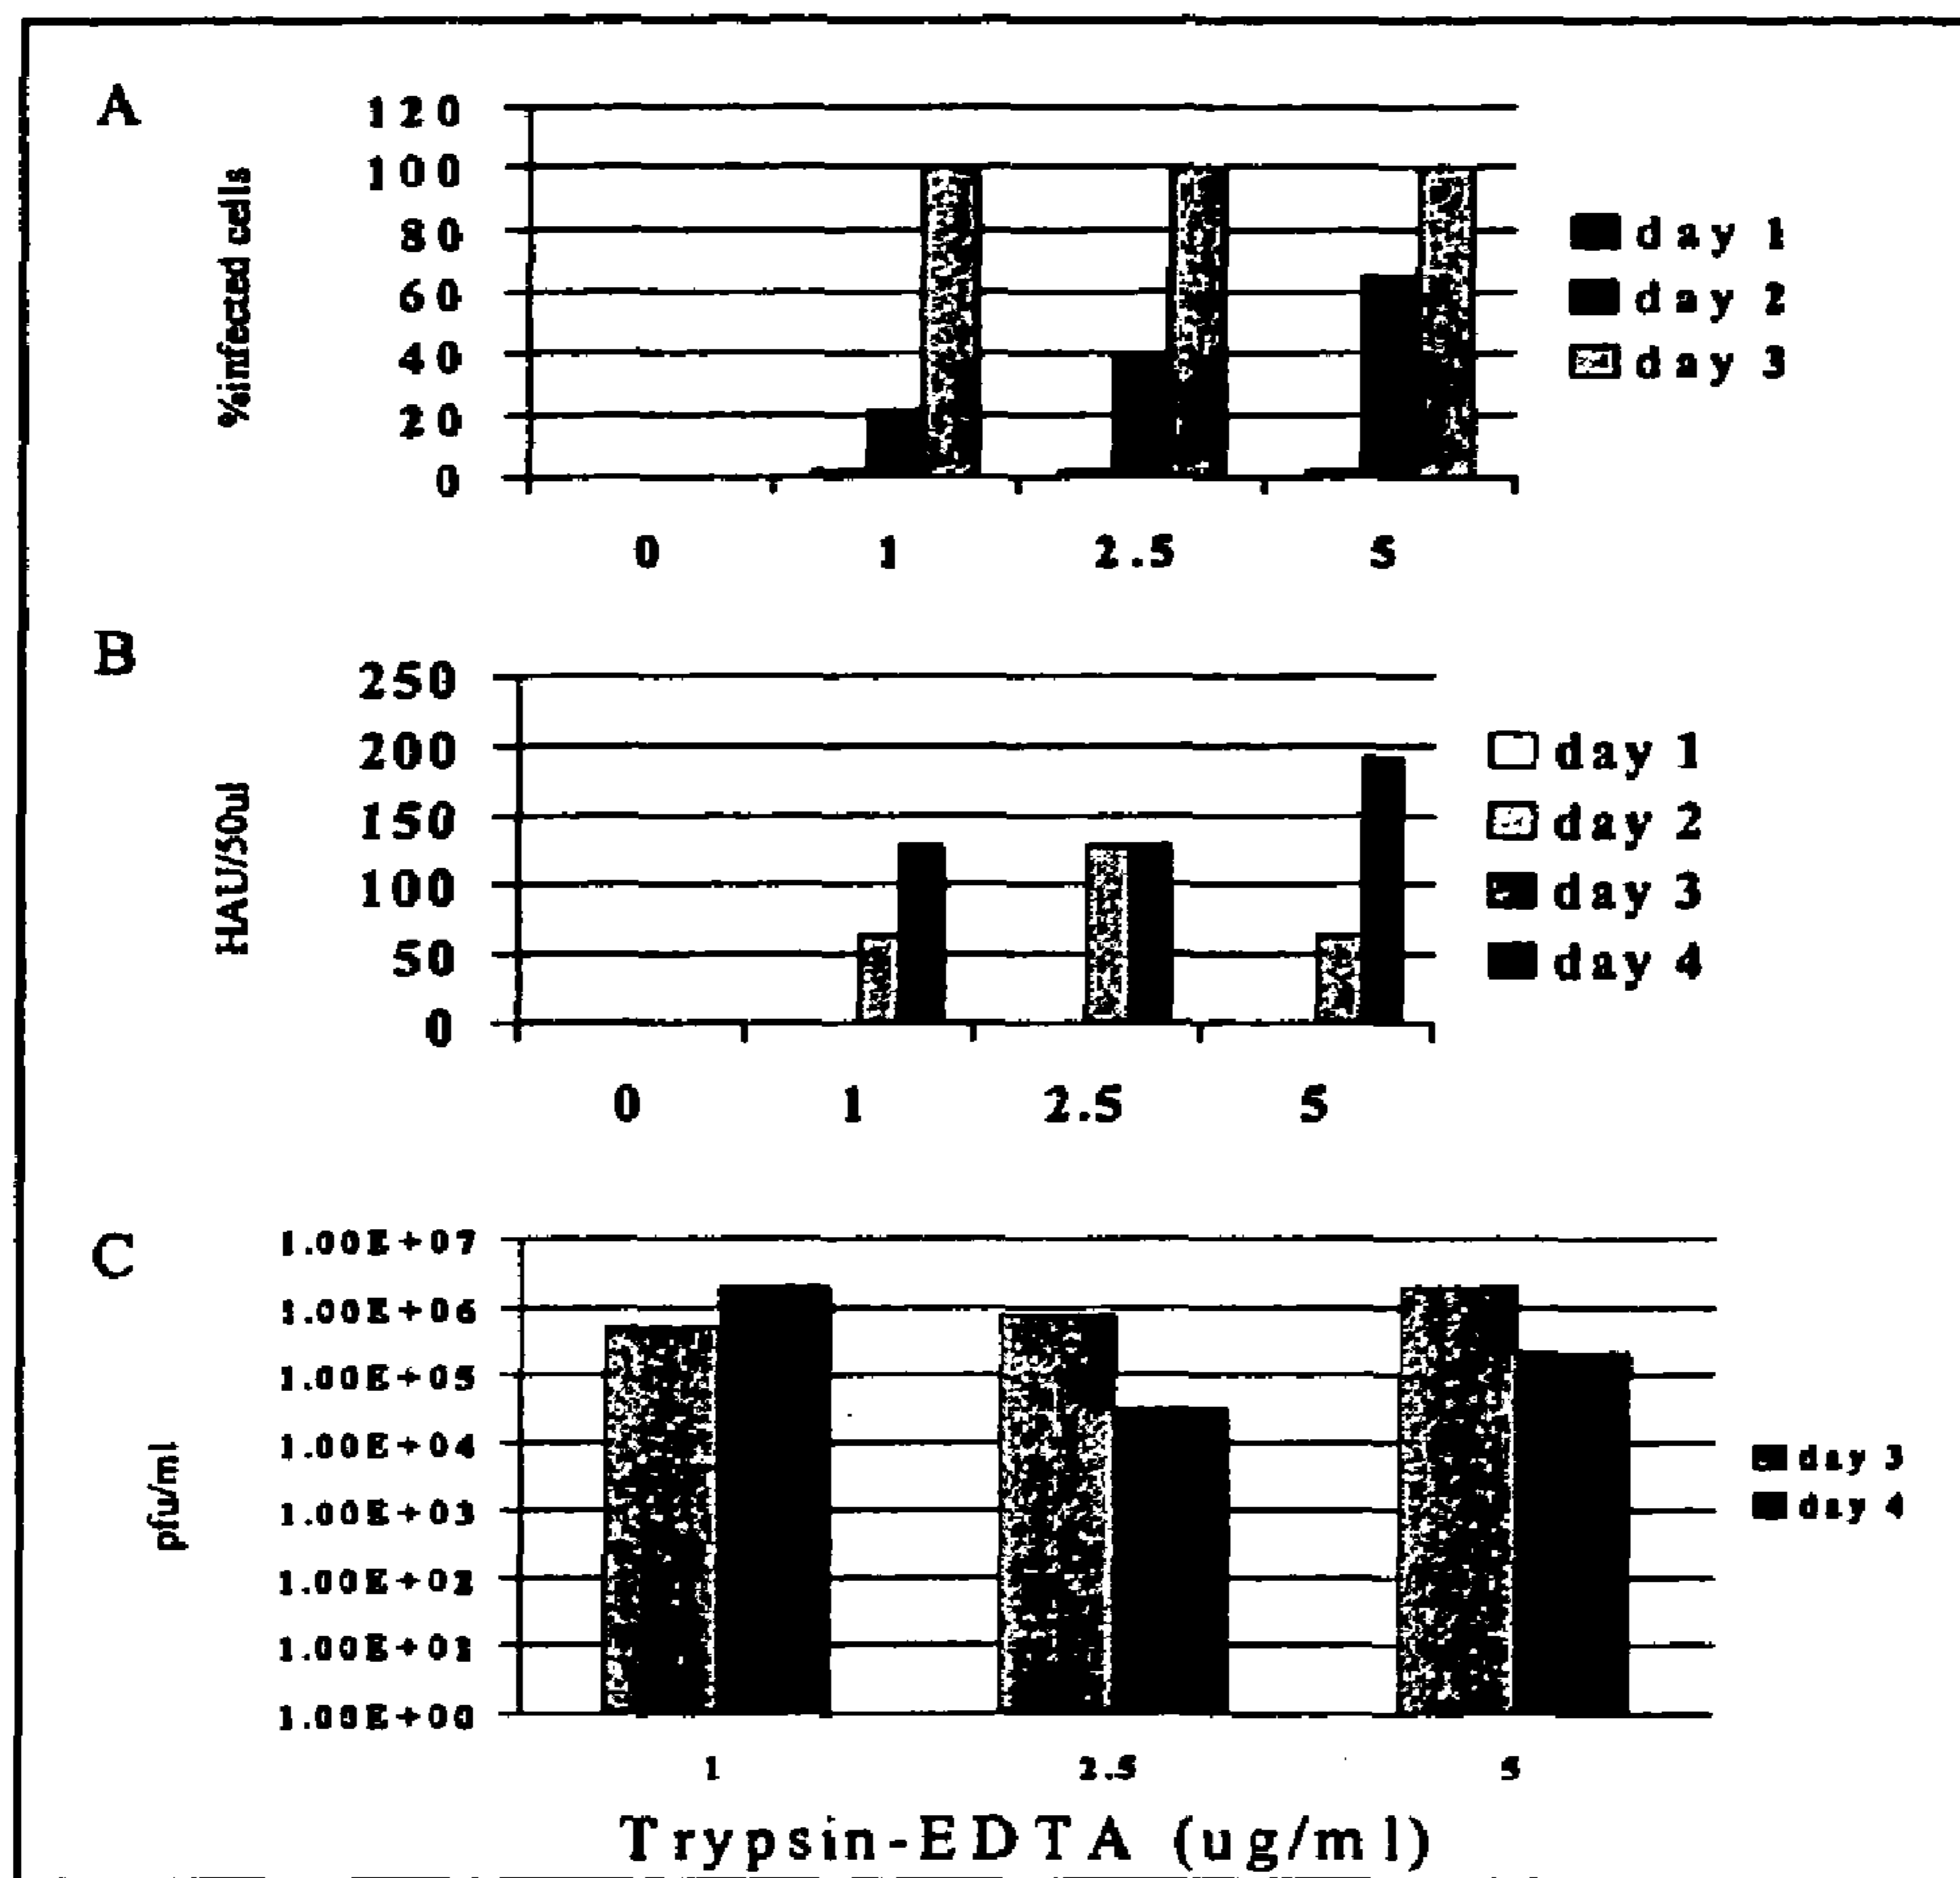 A
120
100
80
60
40
20
0
%infected cells
day 1
day 2
day 3
0 1 2.5 5
B
250
200
150
100
50
0
HAU/50ul
day 1
day 2
day 3
day 4
0 1 2.5 5
C
1.00E+07
1.00E+06
1.00E+05
1.00E+04
1.00E+03
1.00E+02
1.00E+01
1.00E+00
pfu/ml
day 3
day 4
1 2.5 5
Trypsin-EDTA (ug/ml)